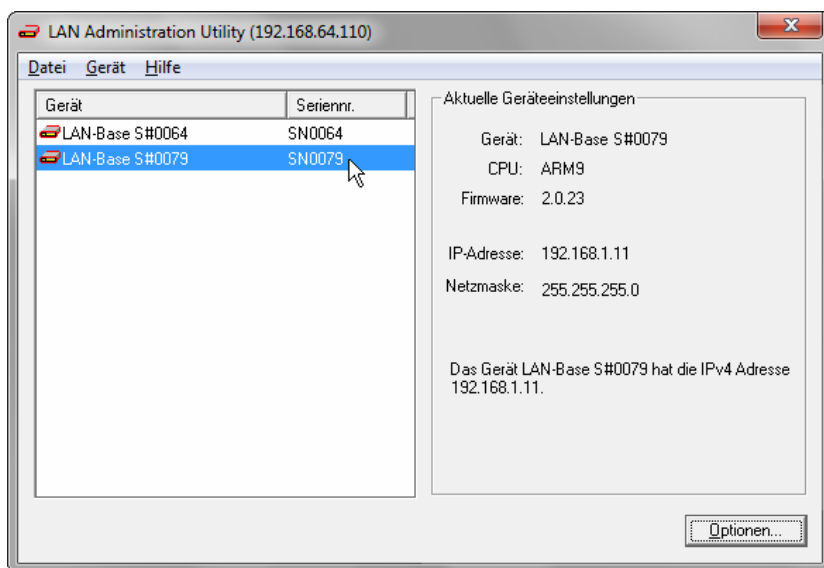 LAN Administration Utility (192.168.64.110)
Datei Gerät Hilfe
Gerät Seriennr.
LAN-Base S#0064 SN0064
LAN-Base S#0079 SN0079
Aktuelle Geräteeinstellungen
Gerät: LAN-Base S#0079
CPU: ARM9
Firmware: 2.0.23
IP-Adresse: 192.168.1.11
Netzmaske: 255.255.255.0
Das Gerät LAN-Base S#0079 hat die IPv4 Adresse
192.168.1.11.
Optionen...